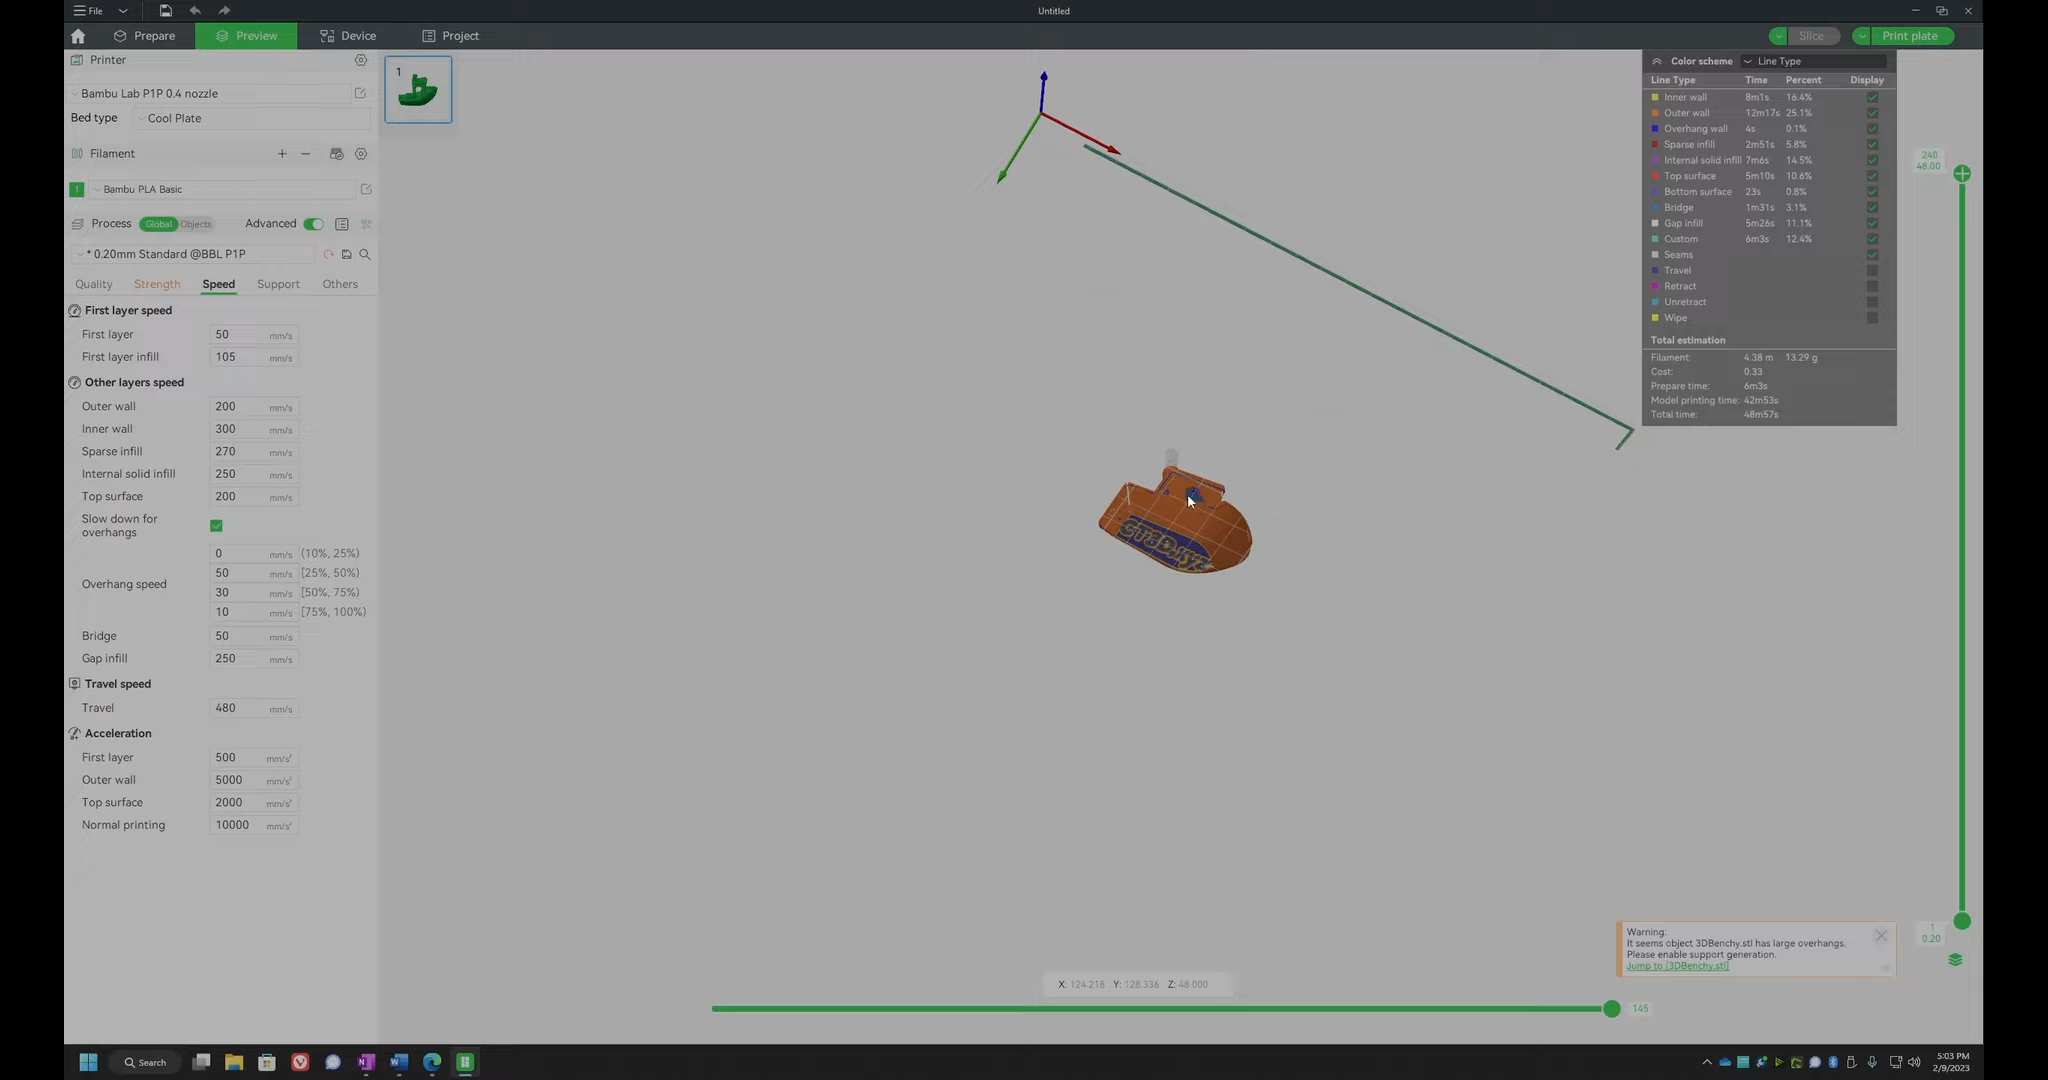 File
Untitled
Prepare
Preview
Device
Project
Slice
Print plate
Printer
Bambu Lab P1P 0.4 nozzle
Bed type
Cool Plate
Filament
1
Bambu PLA Basic
Process
Global
Objects
Advanced
* 0.20mm Standard @BBL P1P
Quality
Strength
Speed
Support
Others
First layer speed
First layer 50 mm/s
First layer infill 105 mm/s
Other layers speed
Outer wall 200 mm/s
Inner wall 300 mm/s
Sparse infill 270 mm/s
Internal solid infill 250 mm/s
Top surface 200 mm/s
Slow down for
overhangs
Overhang speed
0 mm/s (10%, 25%)
50 mm/s [25%, 50%)
30 mm/s [50%, 75%)
10 mm/s [75%, 100%)
Bridge 50 mm/s
Gap infill 250 mm/s
Travel speed
Travel 480 mm/s
Acceleration
First layer 500 mm/s²
Outer wall 5000 mm/s²
Top surface 2000 mm/s²
Normal printing 10000 mm/s²
1
Color scheme Line Type
Line Type Time Percent Display
Inner wall 8m1s 16.4%
Outer wall 12m17s 25.1%
Overhang wall 4s 0.1%
Sparse infill 2m51s 5.8%
Internal solid infill 7m6s 14.5%
Top surface 5m10s 10.6%
Bottom surface 23s 0.8%
Bridge 1m31s 3.1%
Gap infill 5m26s 11.1%
Custom 6m3s 12.4%
Seams
Travel
Retract
Unretract
Wipe
Total estimation
Filament: 4.38 m 13.29 g
Cost: 0.33
Prepare time: 6m3s
Model printing time: 42m53s
Total time: 48m57s
240
48.00
1
0.20
Warning:
It seems object 3DBenchy.stl has large overhangs.
Please enable support generation.
Jump to [3DBenchy.stl]
X: 124.218 Y: 128.336 Z: 48.000
145
Search
5:03 PM
2/9/2023